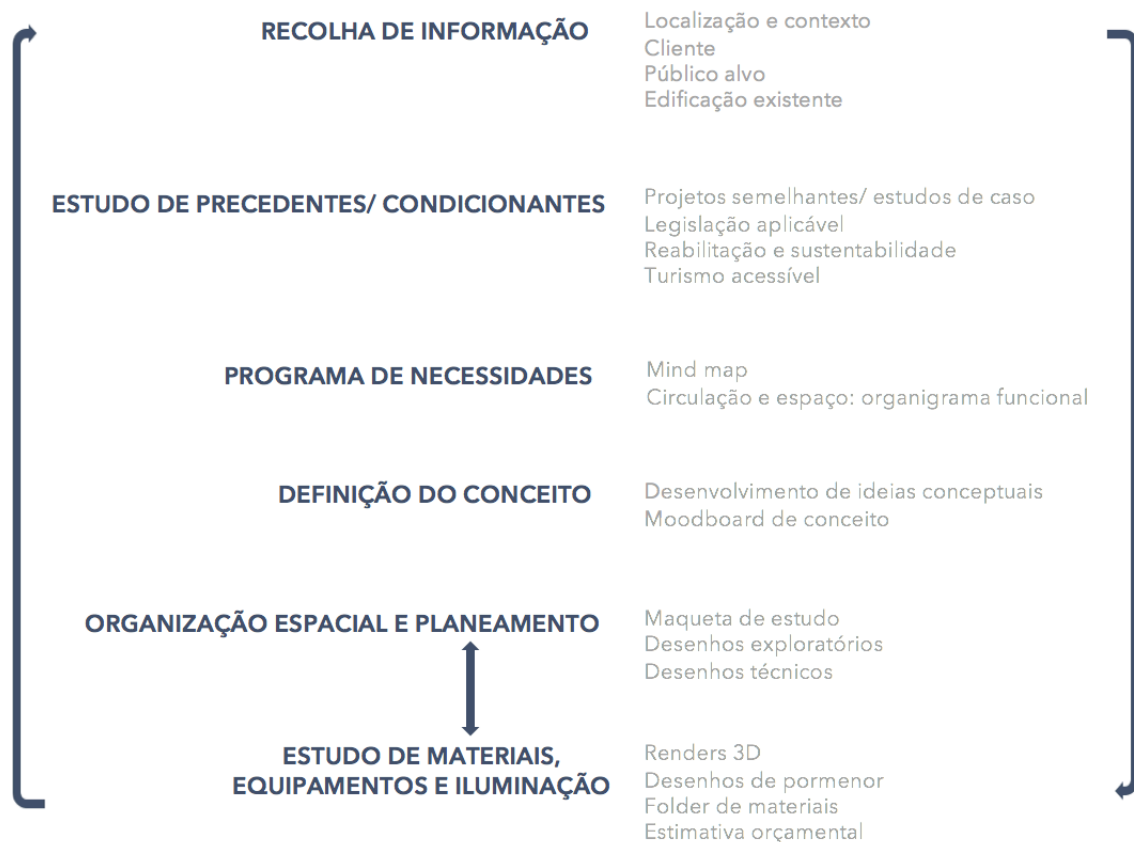 RECOLHA DE INFORMAÇÃO
Localização e contexto
Cliente
Público alvo
Edificação existente
ESTUDO DE PRECEDENTES/ CONDICIONANTES
Projetos semelhantes/ estudos de caso
Legislação aplicável
Reabilitação e sustentabilidade
Turismo acessível
PROGRAMA DE NECESSIDADES
Mind map
Circulação e espaço: organigrama funcional
DEFINIÇÃO DO CONCEITO
Desenvolvimento de ideias conceptuais
Moodboard de conceito
ORGANIZAÇÃO ESPACIAL E PLANEAMENTO
Maqueta de estudo
Desenhos exploratórios
Desenhos técnicos
ESTUDO DE MATERIAIS,
EQUIPAMENTOS E ILUMINAÇÃO
Renders 3D
Desenhos de pormenor
Folder de materiais
Estimativa orçamental